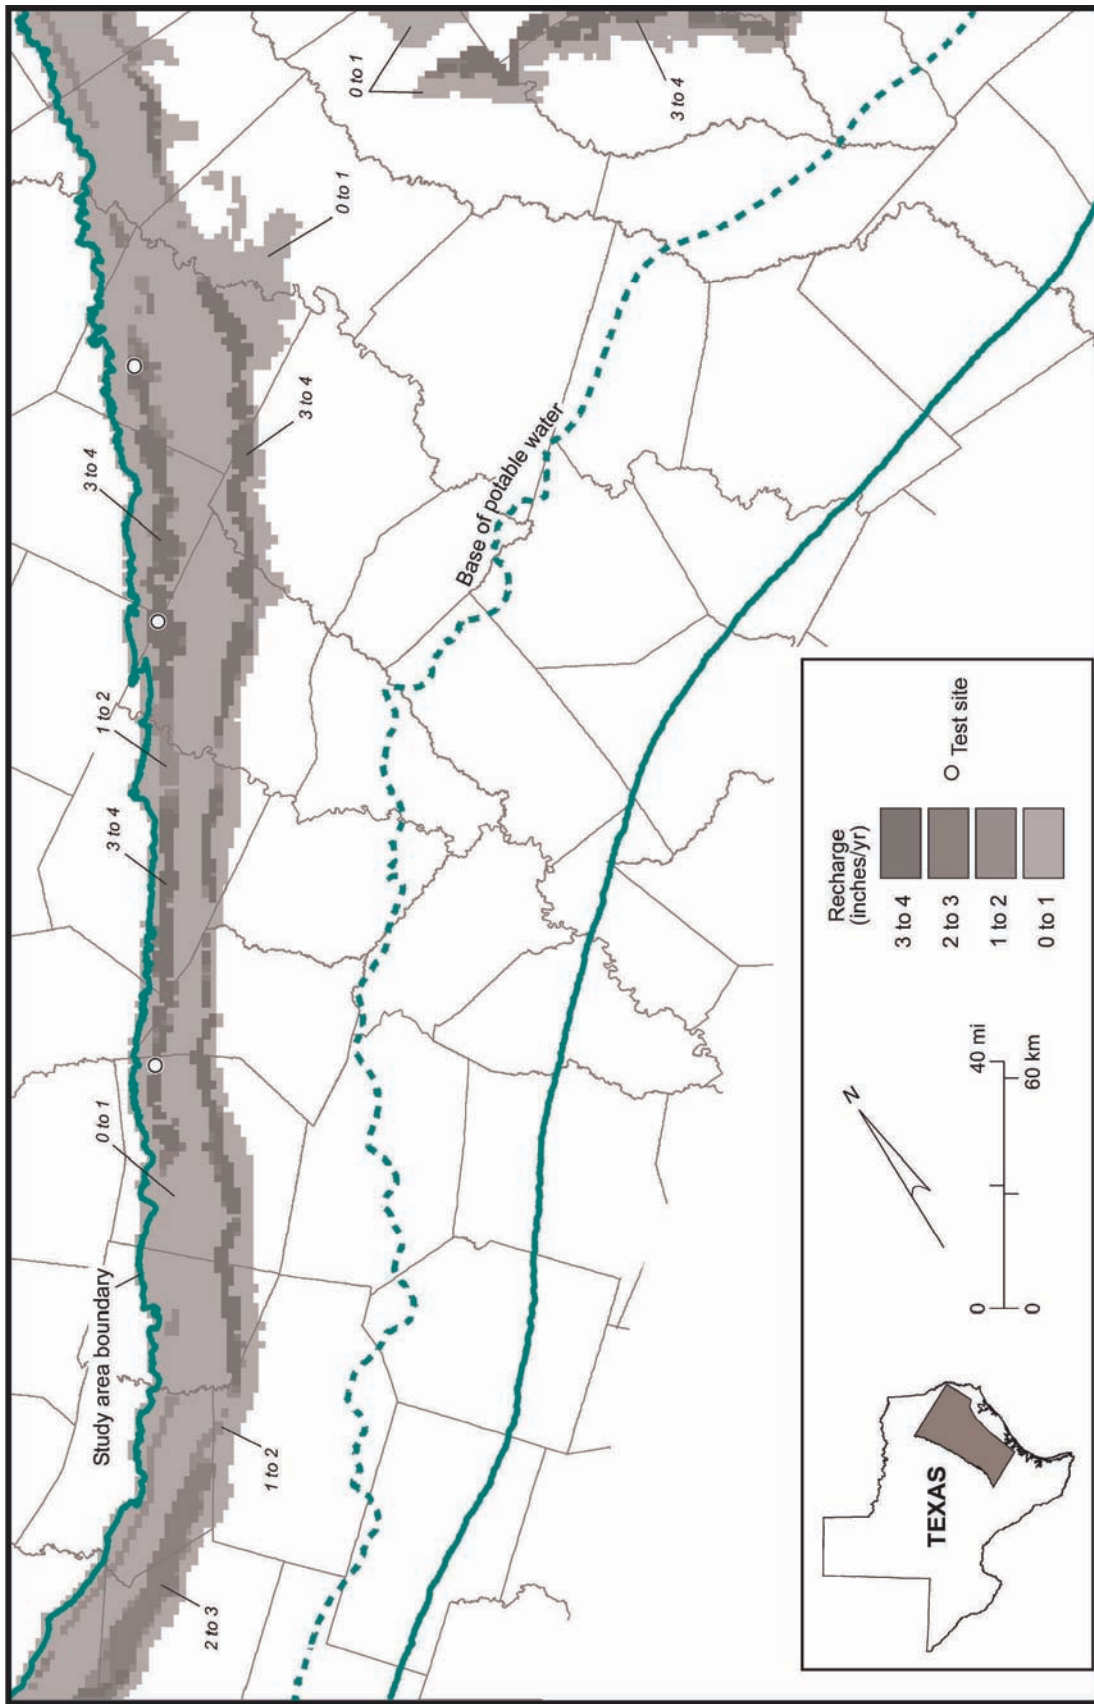 Study area boundary
0 to 1
3 to 4
1 to 2
3 to 4
0 to 1
3 to 4
0 to 1
3 to 4
1 to 2
2 to 3
Base of potable water
TEXAS
N
0
40 mi
0
60 km
Recharge
(inches/yr)
3 to 4
2 to 3
1 to 2
0 to 1
Test site